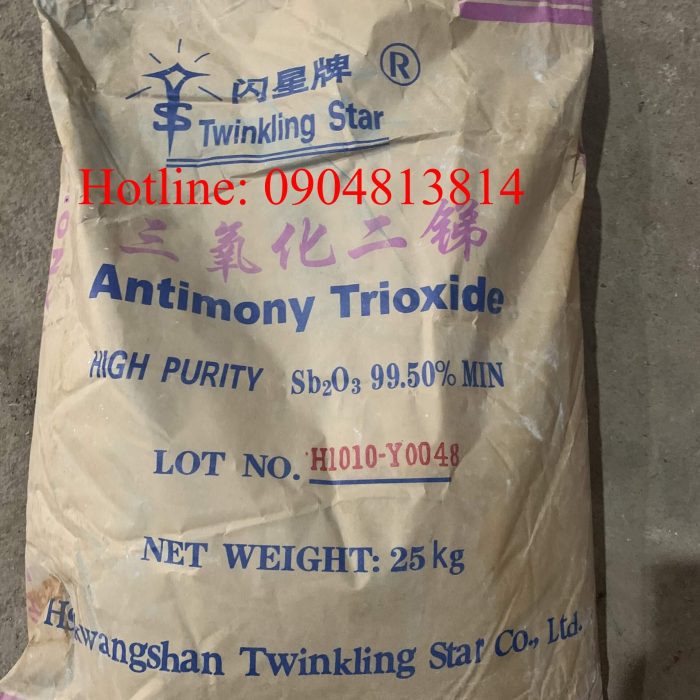 闪星牌 ®
Twinkling Star
Hotline: 0904813814
三氧化二锑
Antimony Trioxide
HIGH PURITY Sb₂O₃ 99.50% MIN
LOT NO. H1010-Y0048
NET WEIGHT: 25kg
Hsikwangshan Twinkling Star Co., Ltd.